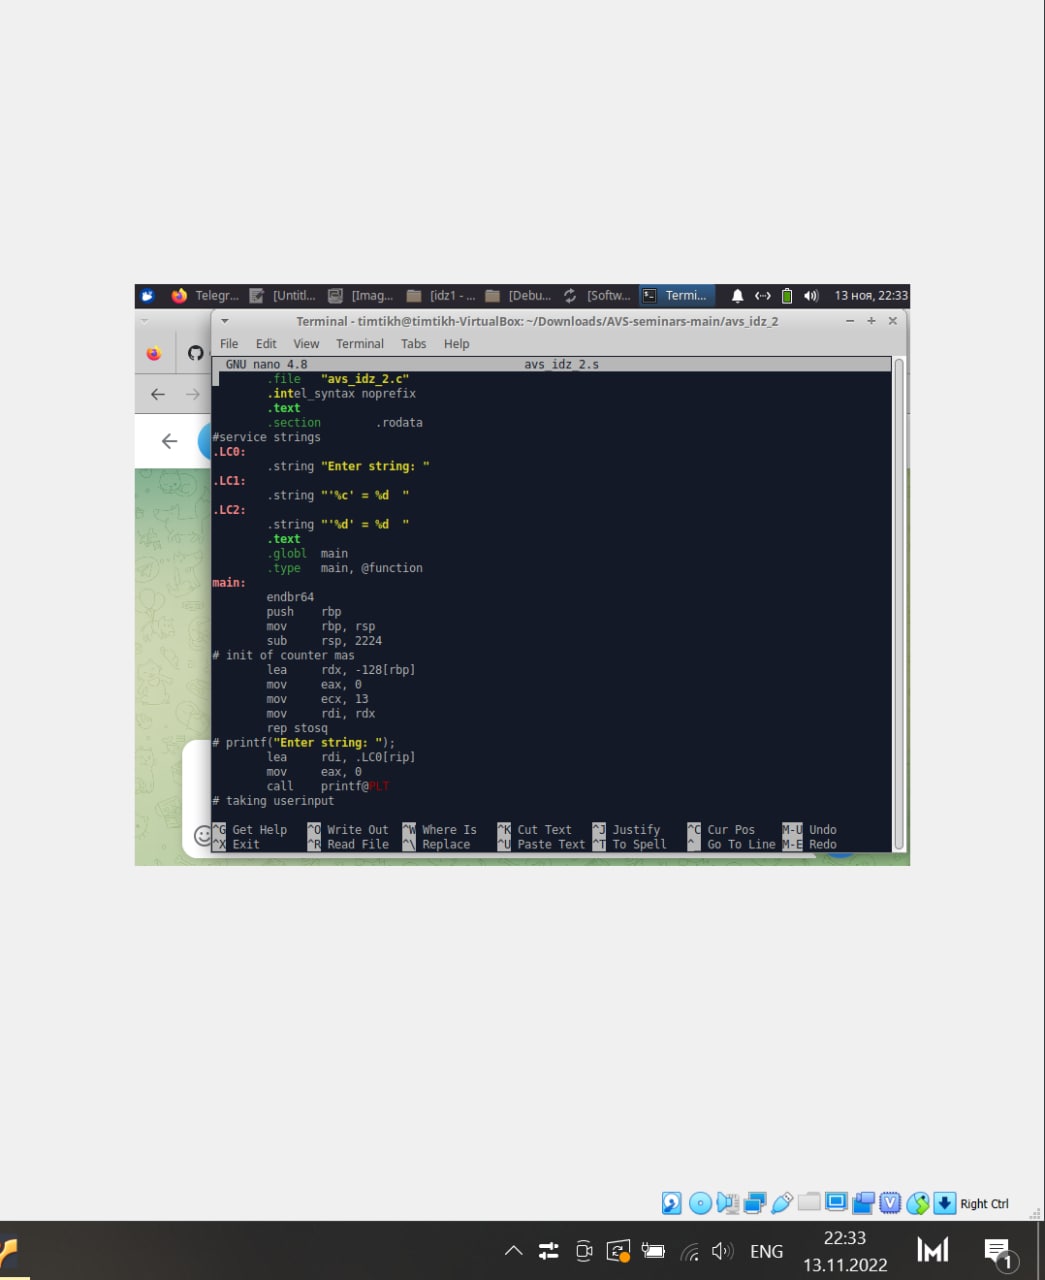 Telegr... [Untitl... [Imag... [idz1 - ... [Debu... [Softw... Termi... 13 ноя, 22:33
Terminal - timtikh@timtikh-VirtualBox: ~/Downloads/AVS-seminars-main/avs_idz_2
File Edit View Terminal Tabs Help
GNU nano 4.8 avs_idz_2.s
.file "avs_idz_2.c"
.intel_syntax noprefix
.text
.section .rodata
#service strings
.LC0:
.string "Enter string: "
.LC1:
.string "'%c' = %d  "
.LC2:
.string "'%d' = %d  "
.text
.globl main
.type main, @function
main:
endbr64
push rbp
mov rbp, rsp
sub rsp, 2224
# init of counter mas
lea rdx, -128[rbp]
mov eax, 0
mov ecx, 13
mov rdi, rdx
rep stosq
# printf("Enter string: ");
lea rdi, .LC0[rip]
mov eax, 0
call printf@PLT
# taking userinput
^G Get Help ^O Write Out ^W Where Is ^K Cut Text ^J Justify ^C Cur Pos M-U Undo
^X Exit ^R Read File ^\ Replace ^U Paste Text ^T To Spell ^_ Go To Line M-E Redo
Right Ctrl
ENG 22:33
13.11.2022 1